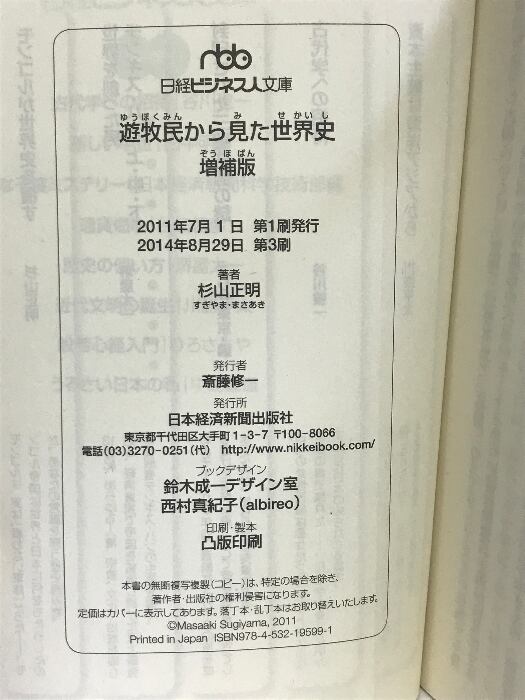 nbb
日経ビジネス人文庫
ゆうぼくみん み せかいし
遊牧民から見た世界史
ぞうほばん
増補版
2011年7月1日 第1刷発行
2014年8月29日 第3刷
著者
杉山正明
すぎやま・まさあき
発行者
斎藤修一
発行所
日本経済新聞出版社
東京都千代田区大手町1-3-7 〒100-8066
電話(03)3270-0251(代) http://www.nikkeibook.com/
ブックデザイン
鈴木成一デザイン室
西村真紀子(albireo)
印刷・製本
凸版印刷
本書の無断複写複製(コピー)は、特定の場合を除き、
著作者・出版社の権利侵害になります。
定価はカバーに表示してあります。落丁本・乱丁本はお取り替えいたします。
©Masaaki Sugiyama, 2011
Printed in Japan ISBN978-4-532-19599-1